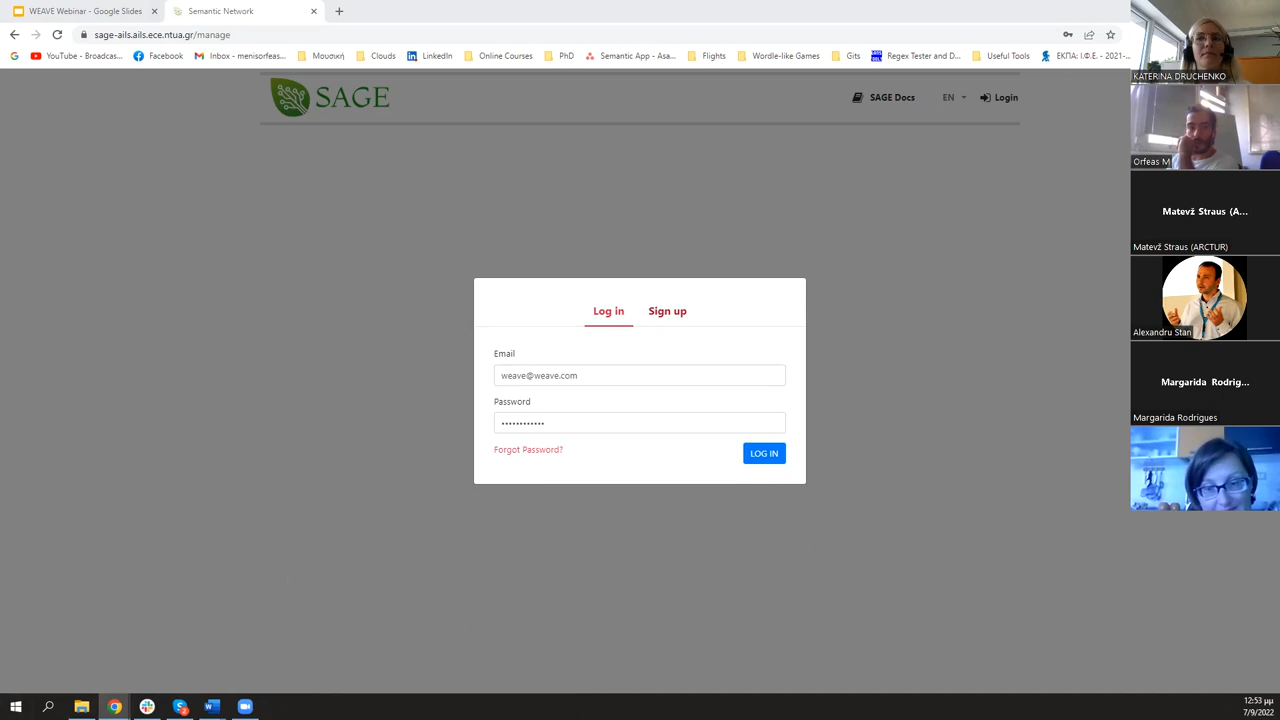 WEAVE Webinar - Google Slides
Semantic Network
sage-ails.ails.ece.ntua.gr/manage
YouTube - Broadcas...
Facebook
Inbox - menisorfeas...
Μουσική
Clouds
LinkedIn
Online Courses
PhD
Semantic App - Asa...
Flights
Wordle-like Games
Gits
Regex Tester and D...
Useful Tools
ΕΚΠΑ: Ι.Φ.Ε. - 2021-...
SAGE
SAGE Docs
EN
Login
Log in
Sign up
Email
weave@weave.com
Password
••••••••••••
Forgot Password?
LOG IN
KATERINA DRUCHENKO
Orfeas M
Matevž Straus (A...
Matevž Straus (ARCTUR)
Alexandru Stan
Margarida Rodrig...
Margarida Rodrigues
12:53 μμ
7/9/2022